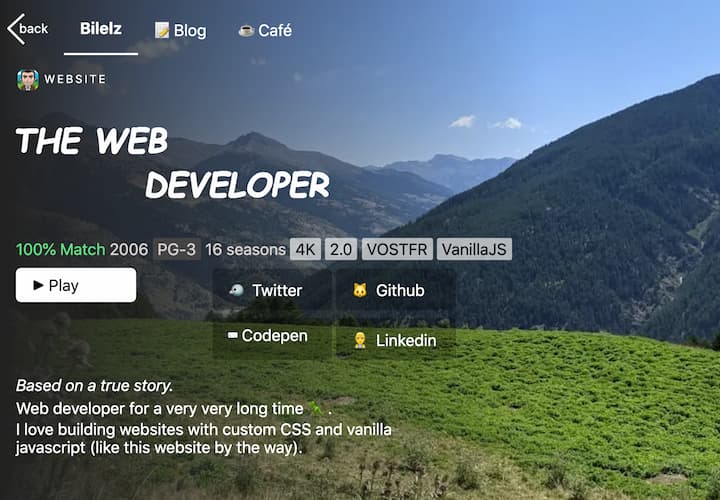 back
Bilelz
Blog
Café
WEBSITE
THE WEB
DEVELOPER
100% Match 2006 PG-3 16 seasons 4K 2.0 VOSTFR VanillaJS
Play
Twitter
Github
Codepen
Linkedin
Based on a true story.
Web developer for a very very long time 🦖 .
I love building websites with custom CSS and vanilla
javascript (like this website by the way).